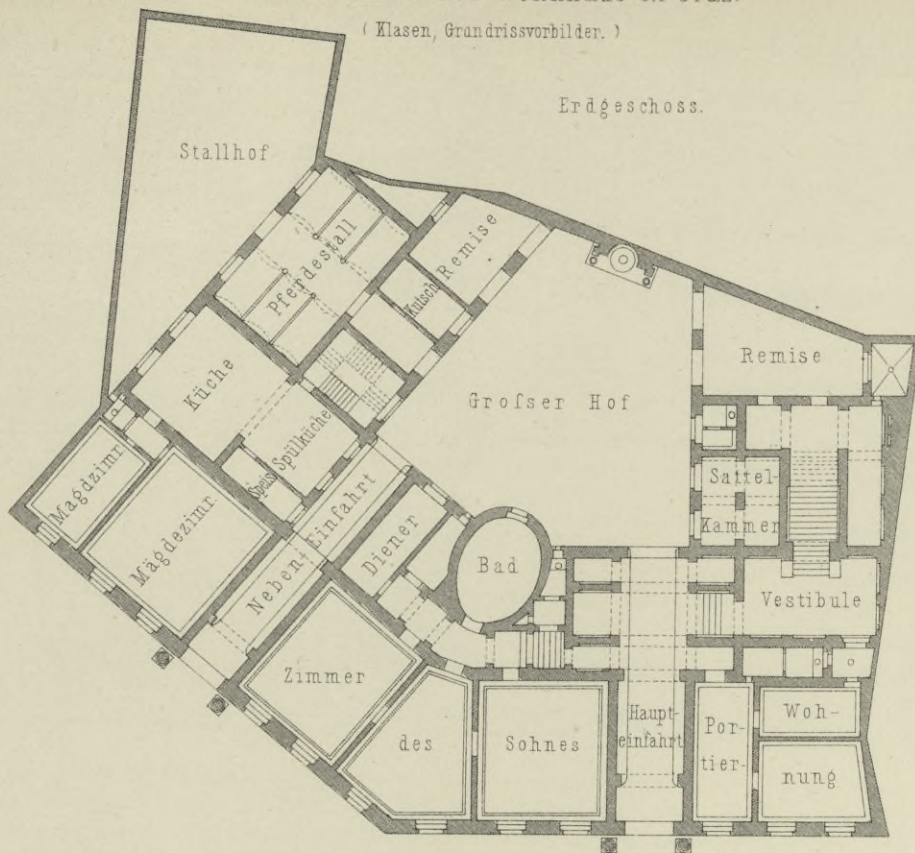 ( Klasen, Grundrissvorbilder. )
Erdgeschoss.
Stallhof
Pferdestall
Remise
Kutsch
Küche
Spülküche
Speis.
Magdzimr
Mägdezimr
Neben-Einfahrt
Diener
Bad
Grofser Hof
Remise
Sattel-
Kammer
Vestibule
Zimmer
des
Sohnes
Haupt-
einfahrt
Por-
tier-
Woh-
nung